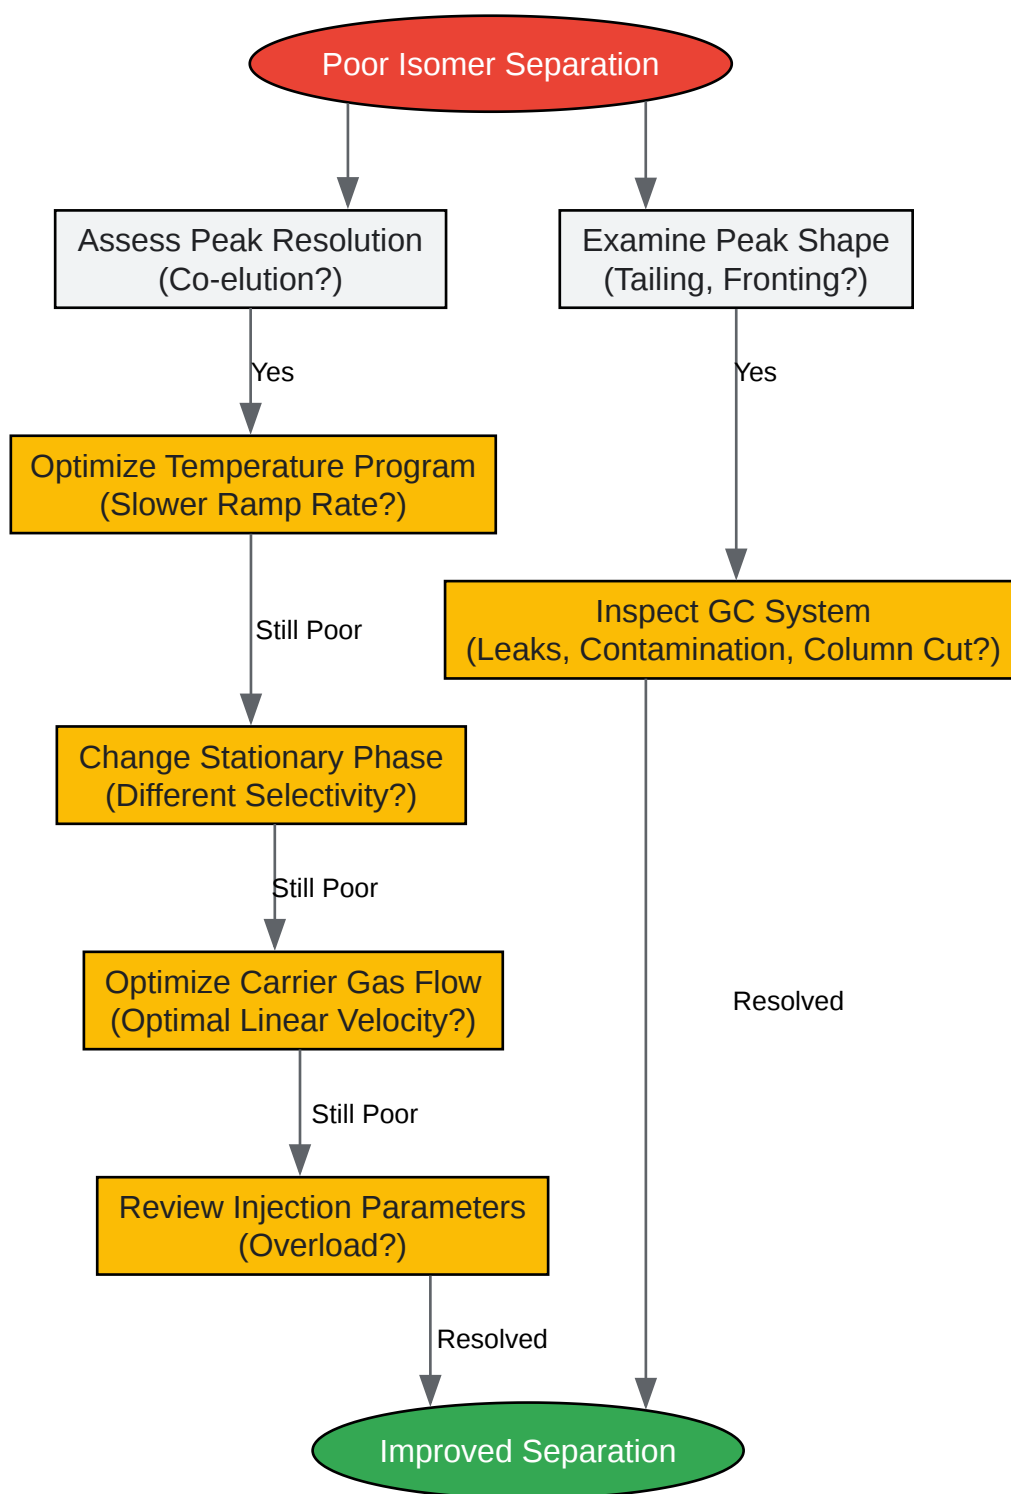 Poor Isomer Separation
Assess Peak Resolution
(Co-elution?)
Examine Peak Shape
(Tailing, Fronting?)
Yes
Yes
Optimize Temperature Program
(Slower Ramp Rate?)
Inspect GC System
(Leaks, Contamination, Column Cut?)
Still Poor
Change Stationary Phase
(Different Selectivity?)
Still Poor
Optimize Carrier Gas Flow
(Optimal Linear Velocity?)
Resolved
Still Poor
Review Injection Parameters
(Overload?)
Resolved
Improved Separation